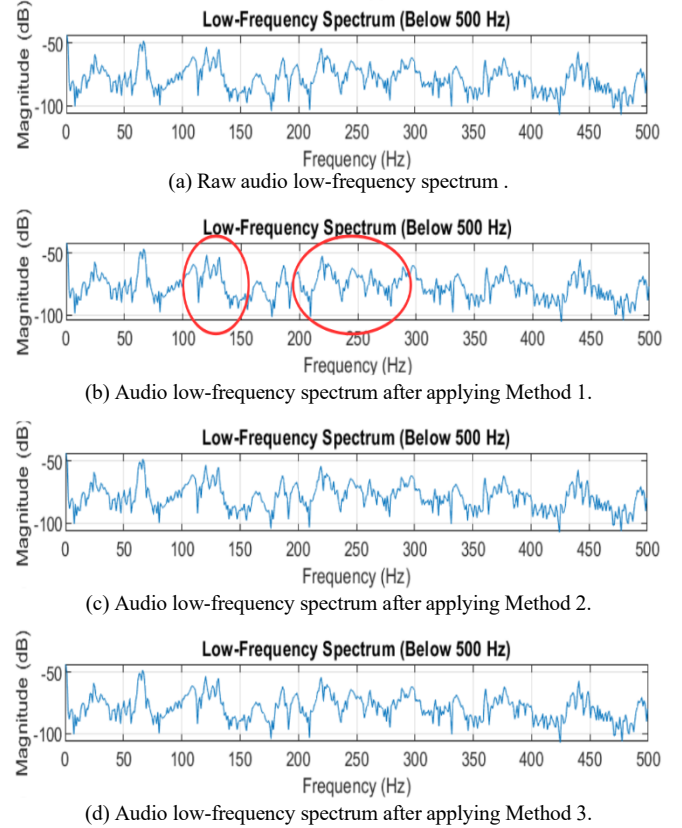 Low-Frequency Spectrum (Below 500 Hz)
Magnitude (dB)
-50
-100
0 50 100 150 200 250 300 350 400 450 500
Frequency (Hz)
(a) Raw audio low-frequency spectrum .
Low-Frequency Spectrum (Below 500 Hz)
Magnitude (dB)
-50
-100
0 50 100 150 200 250 300 350 400 450 500
Frequency (Hz)
(b) Audio low-frequency spectrum after applying Method 1.
Low-Frequency Spectrum (Below 500 Hz)
Magnitude (dB)
-50
-100
0 50 100 150 200 250 300 350 400 450 500
Frequency (Hz)
(c) Audio low-frequency spectrum after applying Method 2.
Low-Frequency Spectrum (Below 500 Hz)
Magnitude (dB)
-50
-100
0 50 100 150 200 250 300 350 400 450 500
Frequency (Hz)
(d) Audio low-frequency spectrum after applying Method 3.